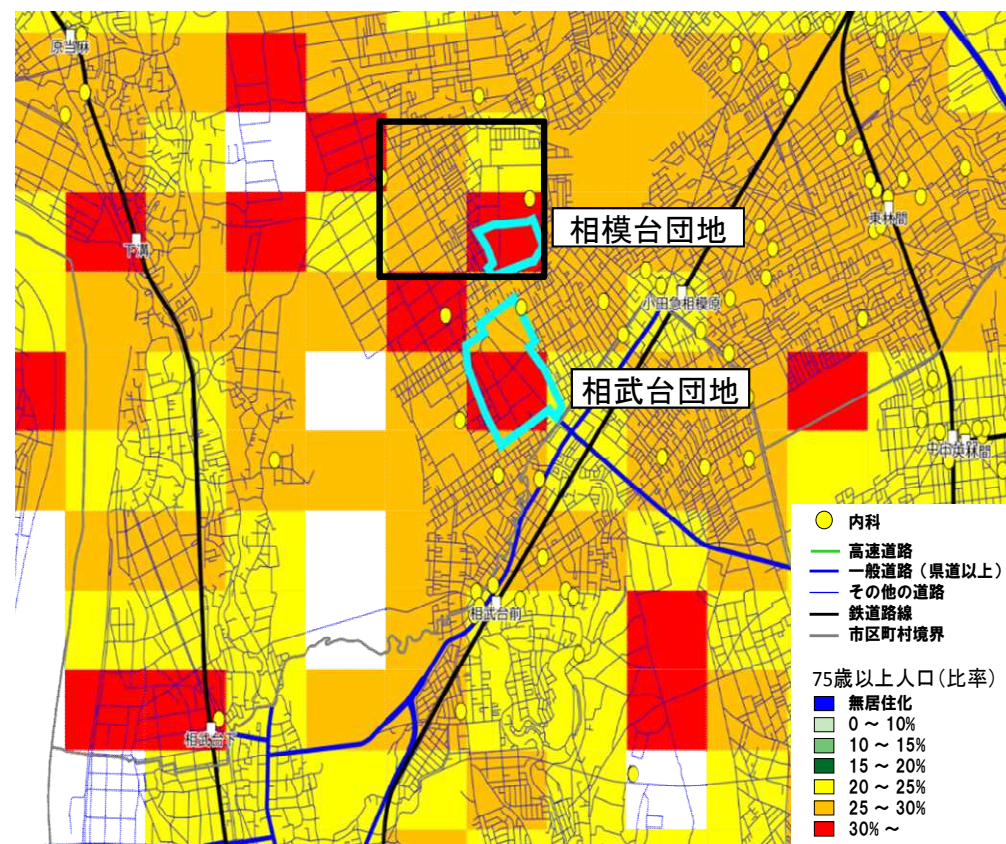 原当麻
下溝
東林間
相模台団地
小田急相模原
相武台団地
中央林間
相武台前
相武台下
内科
高速道路
一般道路（県道以上）
その他の道路
鉄道路線
市区町村境界
75歳以上人口(比率)
無居住化
0 ～ 10%
10 ～ 15%
15 ～ 20%
20 ～ 25%
25 ～ 30%
30% ～